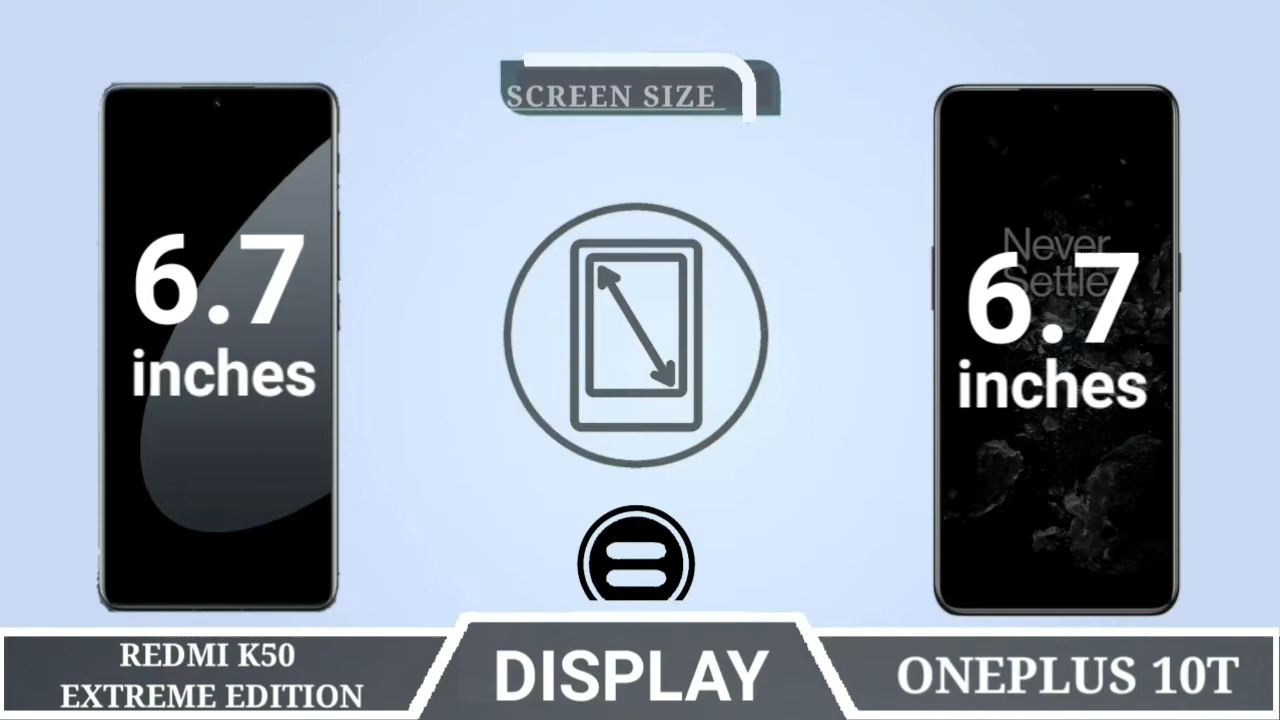 SCREEN SIZE
6.7
inches
Never
Settle
6.7
inches
REDMI K50
EXTREME EDITION
DISPLAY
ONEPLUS 10T